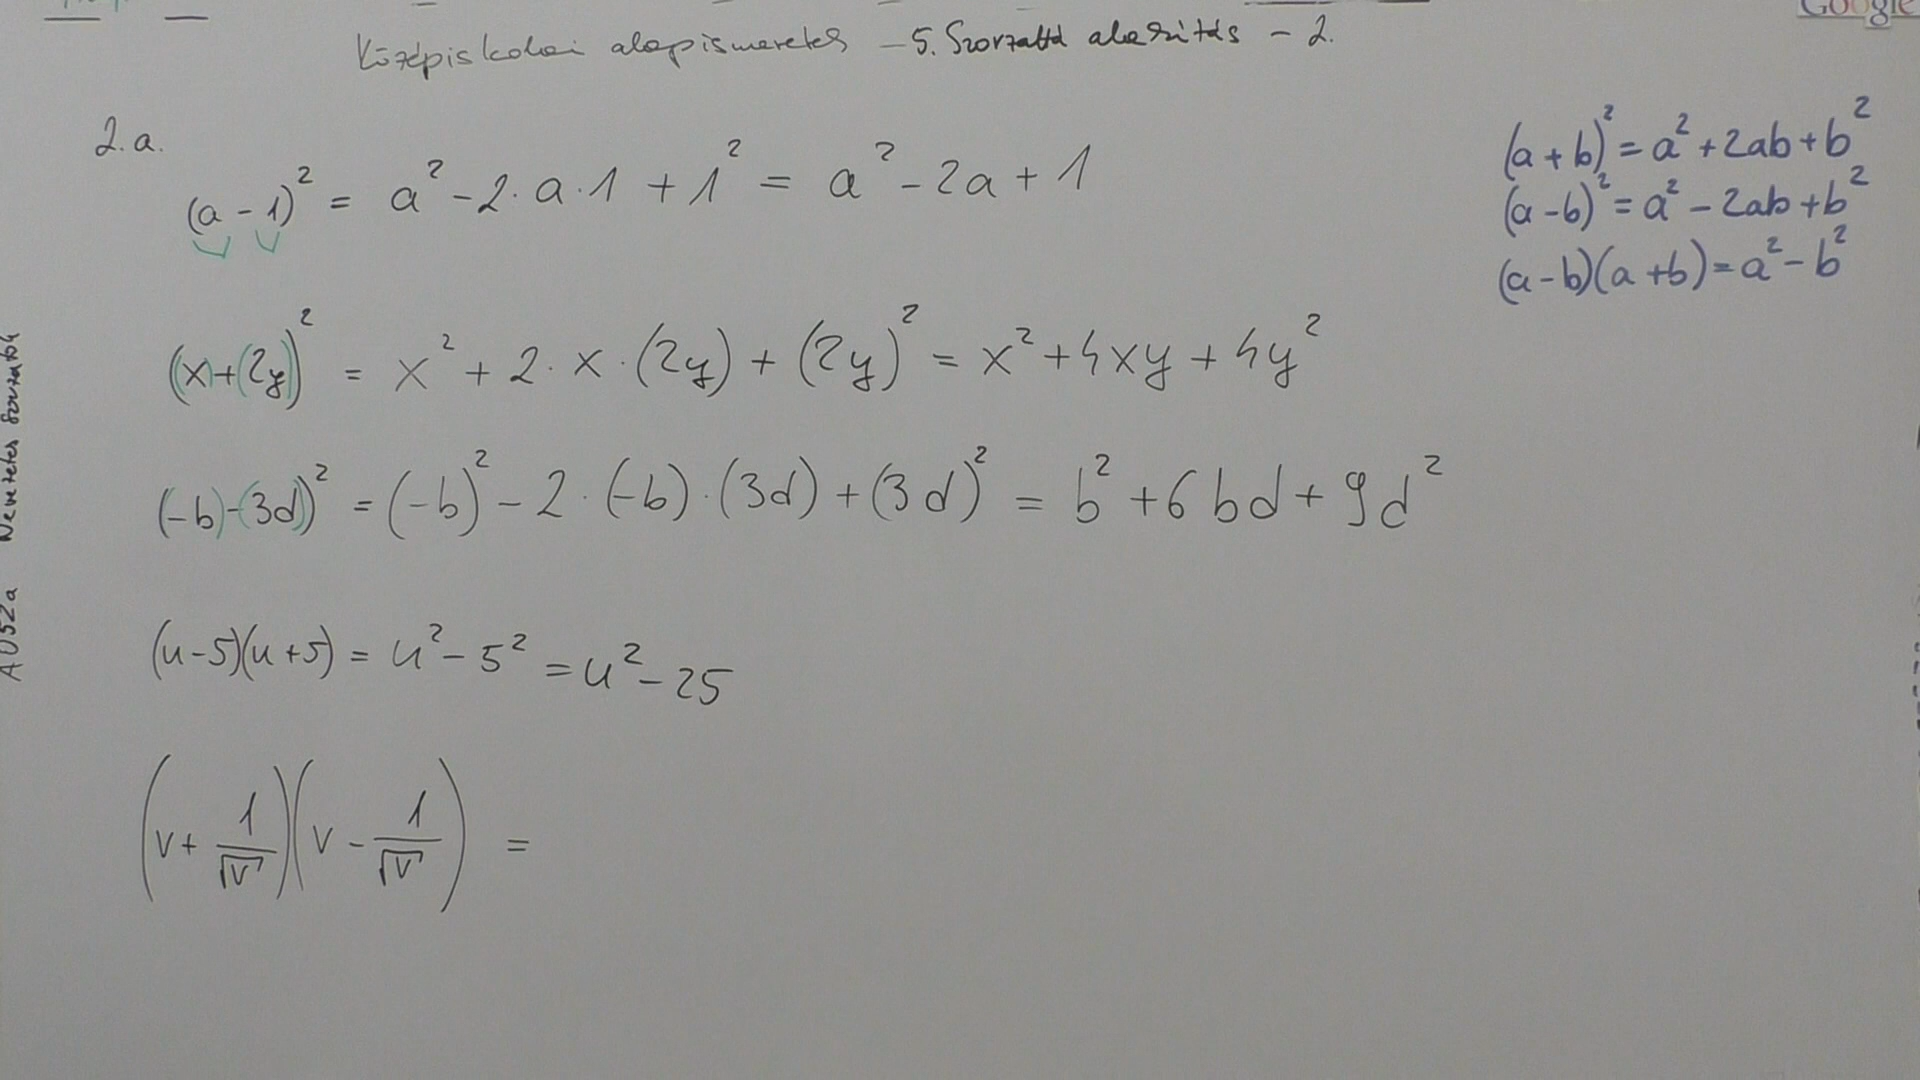 Google
Középiskolai alapismeretek – 5. Szorzattá alakítás – 2.
2.a.
(a - 1)² = a² - 2·a·1 + 1² = a² - 2a + 1
(x+(2y))² = x² + 2·x·(2y) + (2y)² = x² + 4xy + 4y²
(-b)-(3d)² = (-b)² - 2·(-b)·(3d) + (3d)² = b² + 6bd + 9d²
(u-5)(u+5) = u² - 5² = u² - 25
(v + 1/√v)(v - 1/√v) =
(a+b)² = a² + 2ab + b²
(a-b)² = a² - 2ab + b²
(a-b)(a+b) = a² - b²
A052a Nevezetes szorzatok